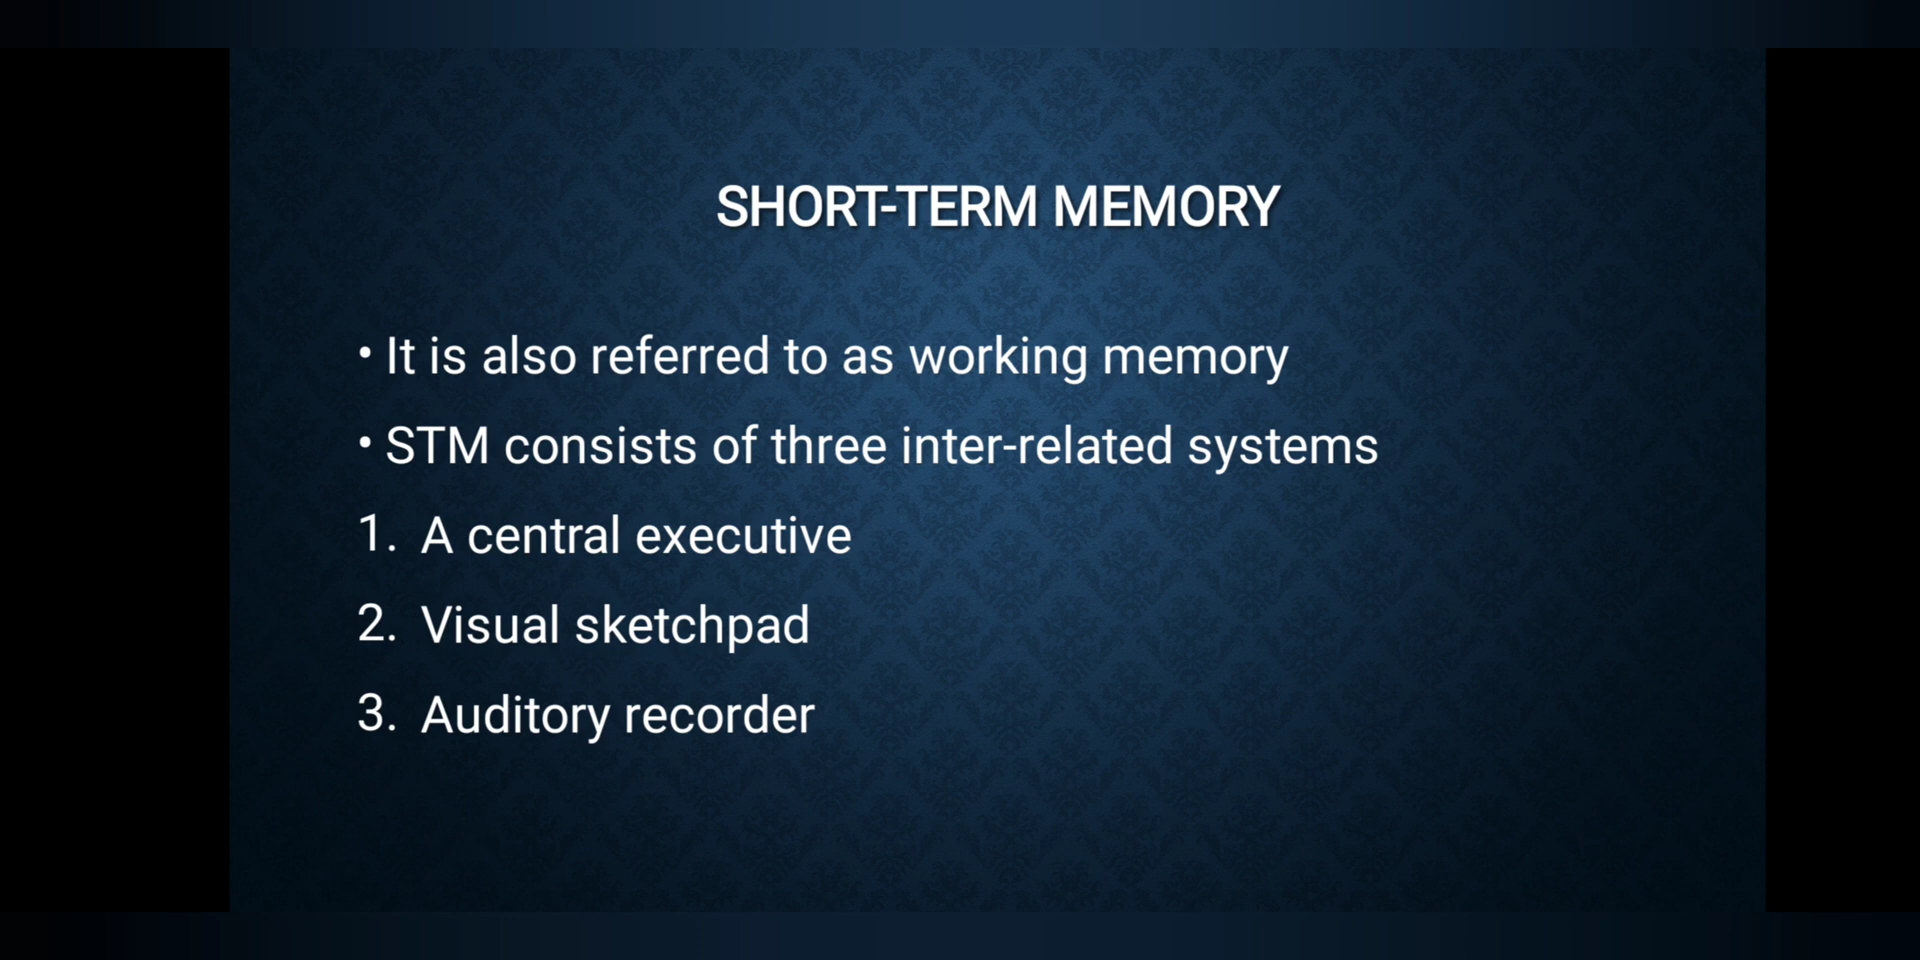 SHORT-TERM MEMORY
• It is also referred to as working memory
• STM consists of three inter-related systems
1. A central executive
2. Visual sketchpad
3. Auditory recorder